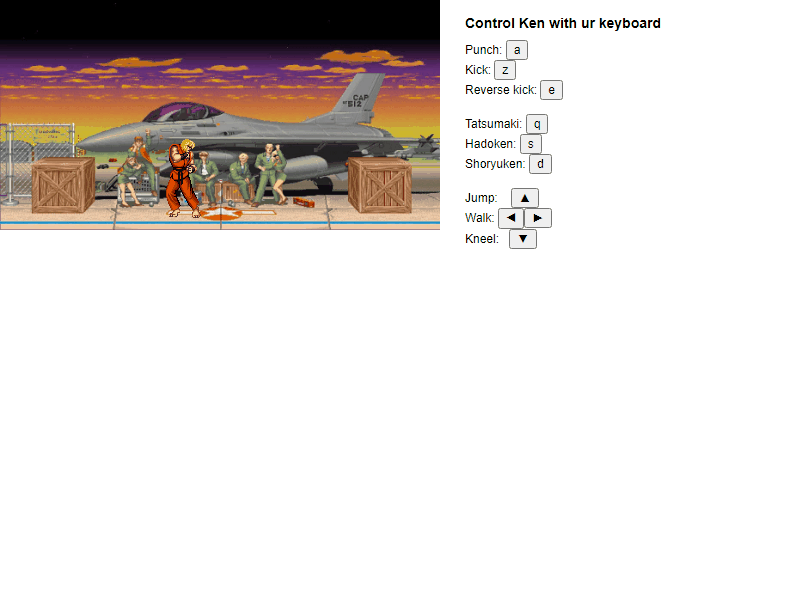 Control Ken with ur keyboard
Punch: a
Kick: z
Reverse kick: e
Tatsumaki: q
Hadoken: s
Shoryuken: d
Jump: ▲
Walk: ◀ ▶
Kneel: ▼
CAP
512